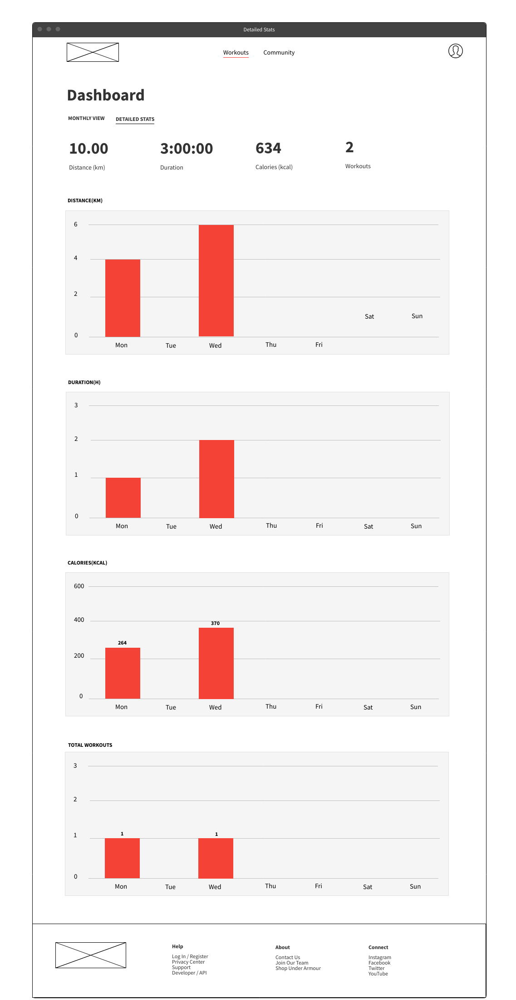 Detailed Stats
Workouts Community
Dashboard
MONTHLY VIEW DETAILED STATS
10.00 3:00:00 634 2
Distance (km) Duration Calories (kcal) Workouts
DISTANCE(KM)
6
4
2
Sat Sun
0
Mon Tue Wed Thu Fri
DURATION(H)
3
2
1
0
Mon Tue Wed Thu Fri Sat Sun
CALORIES(KCAL)
600
400
370
264
200
0
Mon Tue Wed Thu Fri Sat Sun
TOTAL WORKOUTS
3
2
1 1
1
0
Mon Tue Wed Thu Fri Sat Sun
Help
Log In / Register
Privacy Center
Support
Developer / API
About
Contact Us
Join Our Team
Shop Under Armour
Connect
Instagram
Facebook
Twitter
YouTube